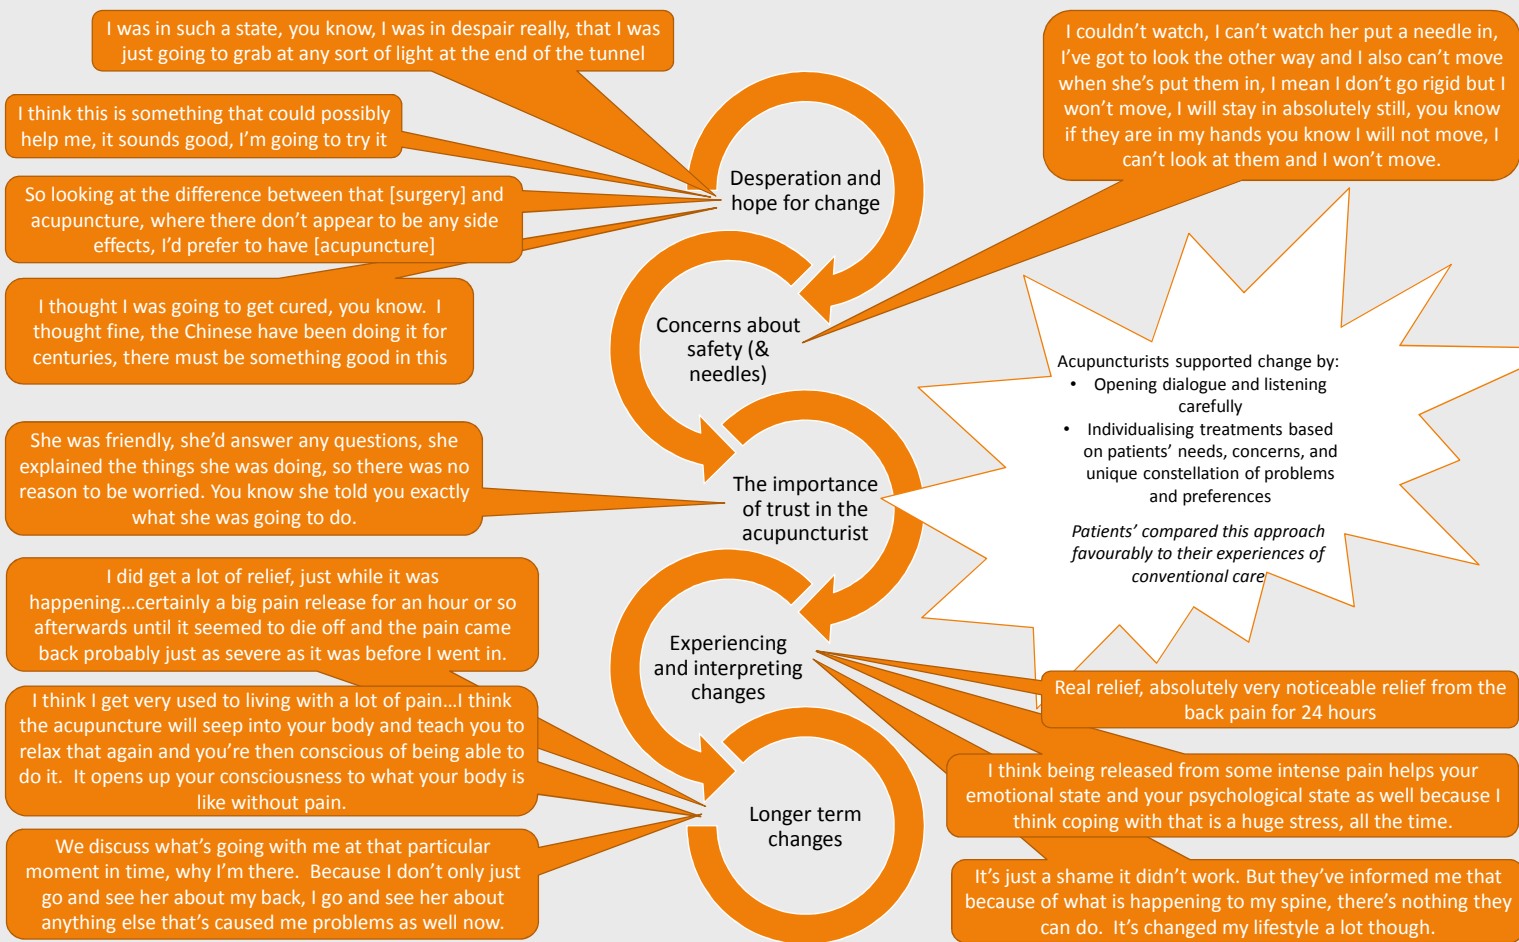 I was in such a state, you know, I was in despair really, that I was
just going to grab at any sort of light at the end of the tunnel
I think this is something that could possibly
help me, it sounds good, I'm going to try it
So looking at the difference between that [surgery] and
acupuncture, where there don't appear to be any side
effects, I'd prefer to have [acupuncture]
I thought I was going to get cured, you know. I
thought fine, the Chinese have been doing it for
centuries, there must be something good in this
Desperation and
hope for change
I couldn't watch, I can't watch her put a needle in,
I've got to look the other way and I also can't move
when she's put them in, I mean I don't go rigid but I
won't move, I will stay in absolutely still, you know
if they are in my hands you know I will not move, I
can't look at them and I won't move.
Concerns about
safety (&
needles)
Acupuncturists supported change by:
• Opening dialogue and listening
carefully
• Individualising treatments based
on patients' needs, concerns, and
unique constellation of problems
and preferences
Patients' compared this approach
favourably to their experiences of
conventional care
She was friendly, she'd answer any questions, she
explained the things she was doing, so there was no
reason to be worried. You know she told you exactly
what she was going to do.
The importance
of trust in the
acupuncturist
I did get a lot of relief, just while it was
happening...certainly a big pain release for an hour or so
afterwards until it seemed to die off and the pain came
back probably just as severe as it was before I went in.
Experiencing
and interpreting
changes
Real relief, absolutely very noticeable relief from the
back pain for 24 hours
I think I get very used to living with a lot of pain...I think
the acupuncture will seep into your body and teach you to
relax that again and you're then conscious of being able to
do it. It opens up your consciousness to what your body is
like without pain.
I think being released from some intense pain helps your
emotional state and your psychological state as well because I
think coping with that is a huge stress, all the time.
Longer term
changes
We discuss what's going with me at that particular
moment in time, why I'm there. Because I don't only just
go and see her about my back, I go and see her about
anything else that's caused me problems as well now.
It's just a shame it didn't work. But they've informed me that
because of what is happening to my spine, there's nothing they
can do. It's changed my lifestyle a lot though.